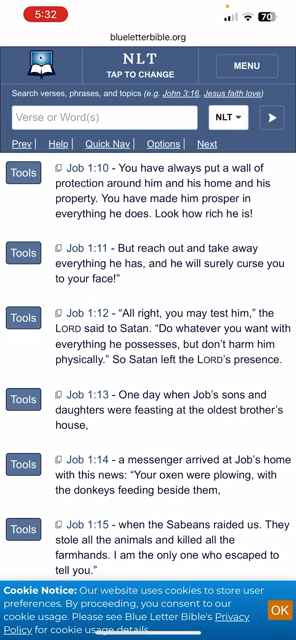 5:32
70
blueletterbible.org
NLT
TAP TO CHANGE
MENU
Search verses, phrases, and topics (e.g. John 3:16, Jesus faith love)
Verse or Word(s)
NLT
Prev | Help | Quick Nav | Options | Next
Tools
Job 1:10 - You have always put a wall of
protection around him and his home and his
property. You have made him prosper in
everything he does. Look how rich he is!
Tools
Job 1:11 - But reach out and take away
everything he has, and he will surely curse you
to your face!”
Tools
Job 1:12 - “All right, you may test him,” the
LORD said to Satan. “Do whatever you want with
everything he possesses, but don’t harm him
physically.” So Satan left the LORD’s presence.
Tools
Job 1:13 - One day when Job’s sons and
daughters were feasting at the oldest brother’s
house,
Tools
Job 1:14 - a messenger arrived at Job’s home
with this news: “Your oxen were plowing, with
the donkeys feeding beside them,
Tools
Job 1:15 - when the Sabeans raided us. They
stole all the animals and killed all the
farmhands. I am the only one who escaped to
tell you.”
Cookie Notice: Our website uses cookies to store user
preferences. By proceeding, you consent to our
cookie usage. Please see Blue Letter Bible's Privacy
Policy for cookie usage details.
OK